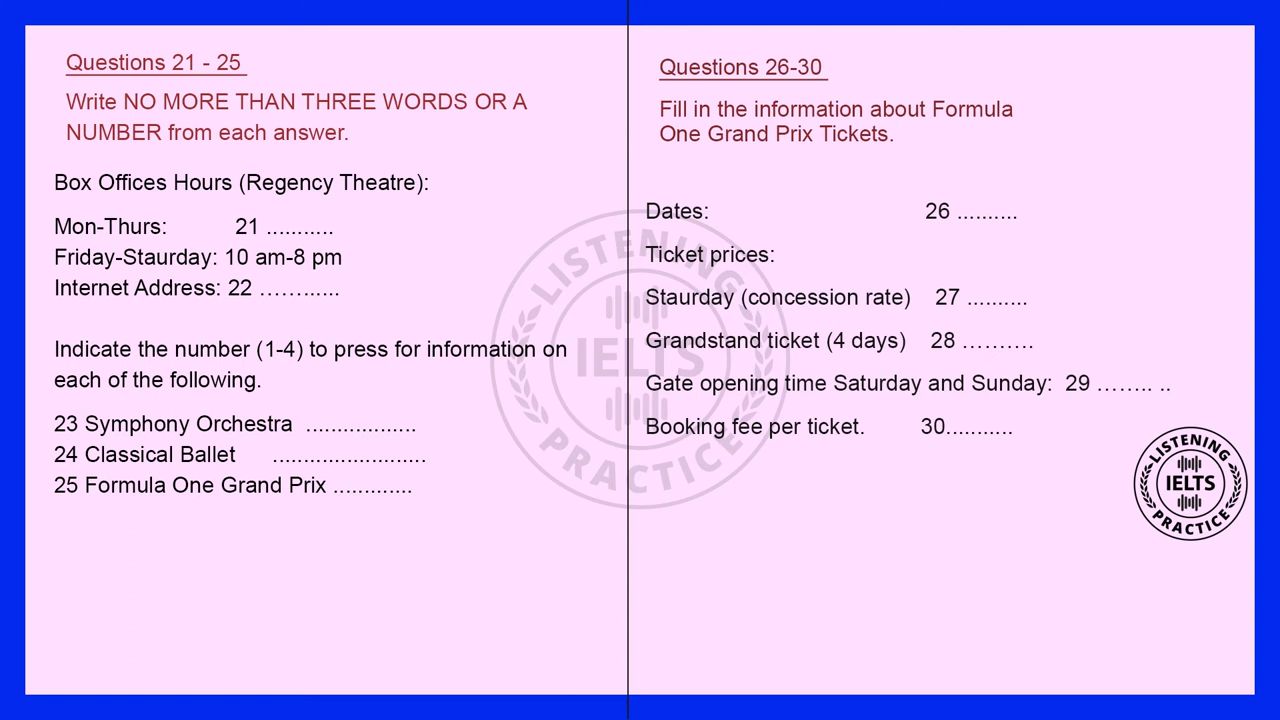 Questions 21 - 25
Write NO MORE THAN THREE WORDS OR A
NUMBER from each answer.
Box Offices Hours (Regency Theatre):
Mon-Thurs: 21 ...........
Friday-Staurday: 10 am-8 pm
Internet Address: 22 ……......
Indicate the number (1-4) to press for information on
each of the following.
23 Symphony Orchestra ..................
24 Classical Ballet .........................
25 Formula One Grand Prix .............
Questions 26-30
Fill in the information about Formula
One Grand Prix Tickets.
Dates: 26 ..........
Ticket prices:
Staurday (concession rate) 27 ..........
Grandstand ticket (4 days) 28 ……….
Gate opening time Saturday and Sunday: 29 …….. ..
Booking fee per ticket. 30...........
LISTENING
IELTS
PRACTICE
LISTENING
IELTS
PRACTICE